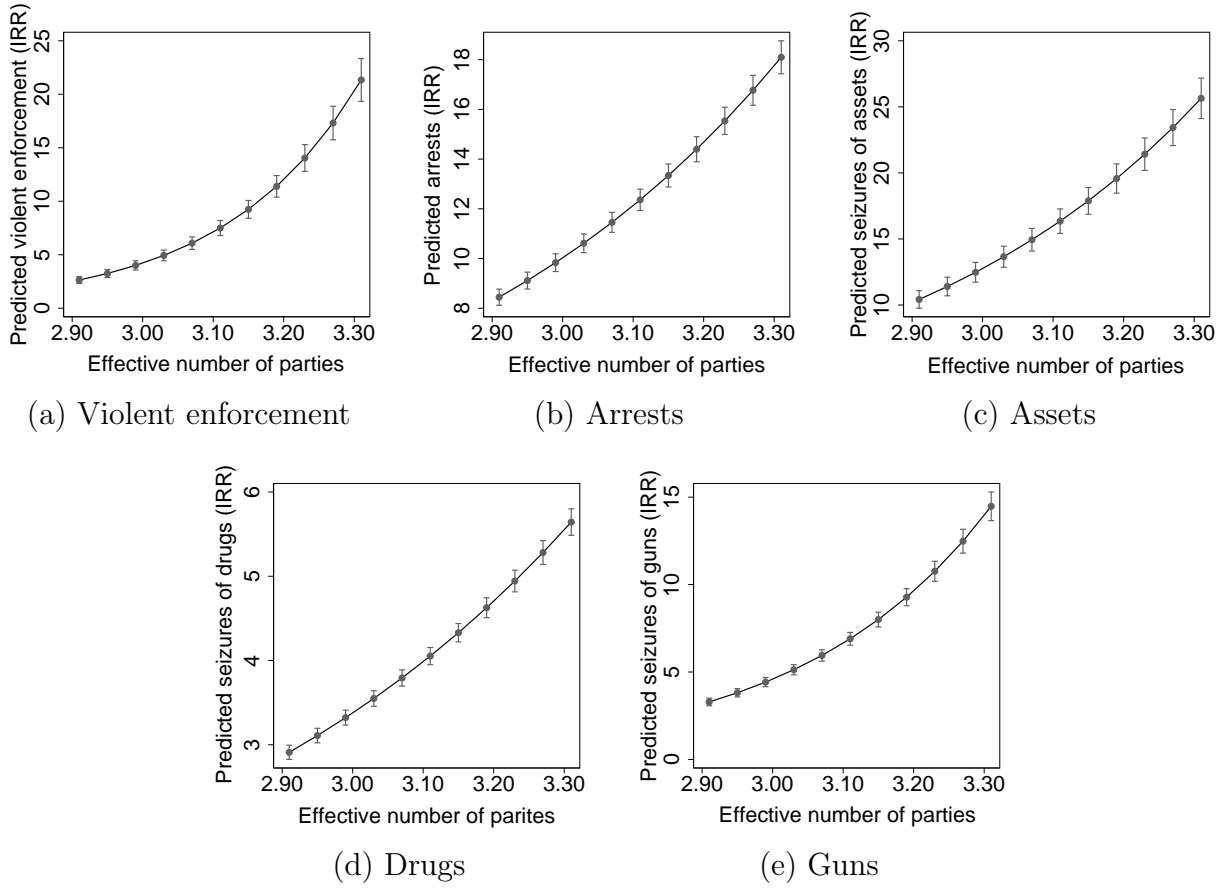 Predicted violent enforcement (IRR)
0 5 10 15 20 25
2.90 3.00 3.10 3.20 3.30
Effective number of parties
(a) Violent enforcement
Predicted arrests (IRR)
8 10 12 14 16 18
2.90 3.00 3.10 3.20 3.30
Effective number of parties
(b) Arrests
Predicted seizures of assets (IRR)
10 15 20 25 30
2.90 3.00 3.10 3.20 3.30
Effective number of parties
(c) Assets
Predicted seizures of drugs (IRR)
3 4 5 6
2.90 3.00 3.10 3.20 3.30
Effective number of parites
(d) Drugs
Predicted seizures of guns (IRR)
0 5 10 15
2.90 3.00 3.10 3.20 3.30
Effective number of parties
(e) Guns